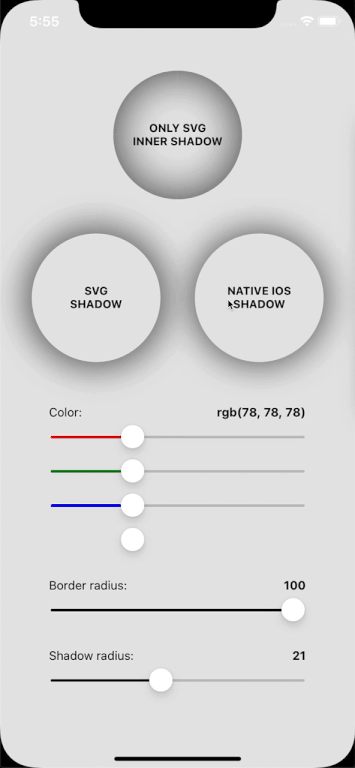 5:55
ONLY SVG
INNER SHADOW
SVG
SHADOW
NATIVE IOS
SHADOW
Color: rgb(78, 78, 78)
Border radius: 100
Shadow radius: 21